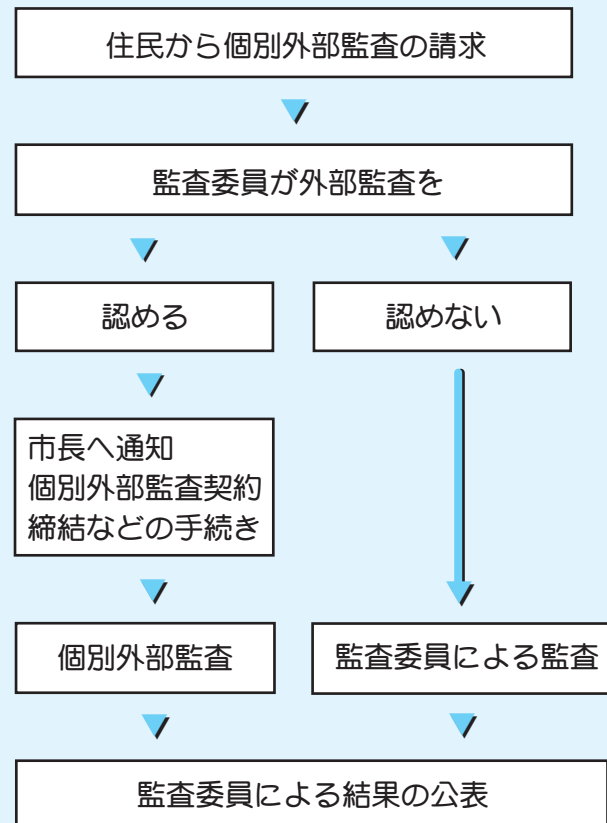 住民から個別外部監査の請求
監査委員が外部監査を
認める
認めない
市長へ通知
個別外部監査契約
締結などの手続き
個別外部監査
監査委員による監査
監査委員による結果の公表